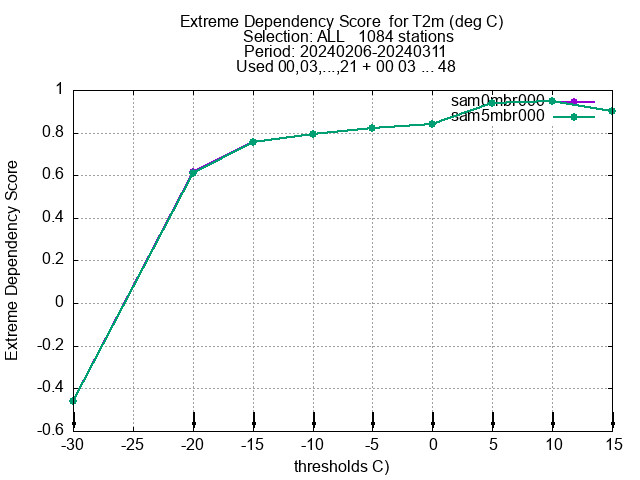 Extreme Dependency Score  for T2m (deg C)
Selection: ALL   1084 stations
Period: 20240206-20240311
Used 00,03,...,21 + 00 03 ... 48
sam0mbr000
sam5mbr000
Extreme Dependency Score
1
0.8
0.6
0.4
0.2
0
-0.2
-0.4
-0.6
-30 -25 -20 -15 -10 -5 0 5 10 15
thresholds C)